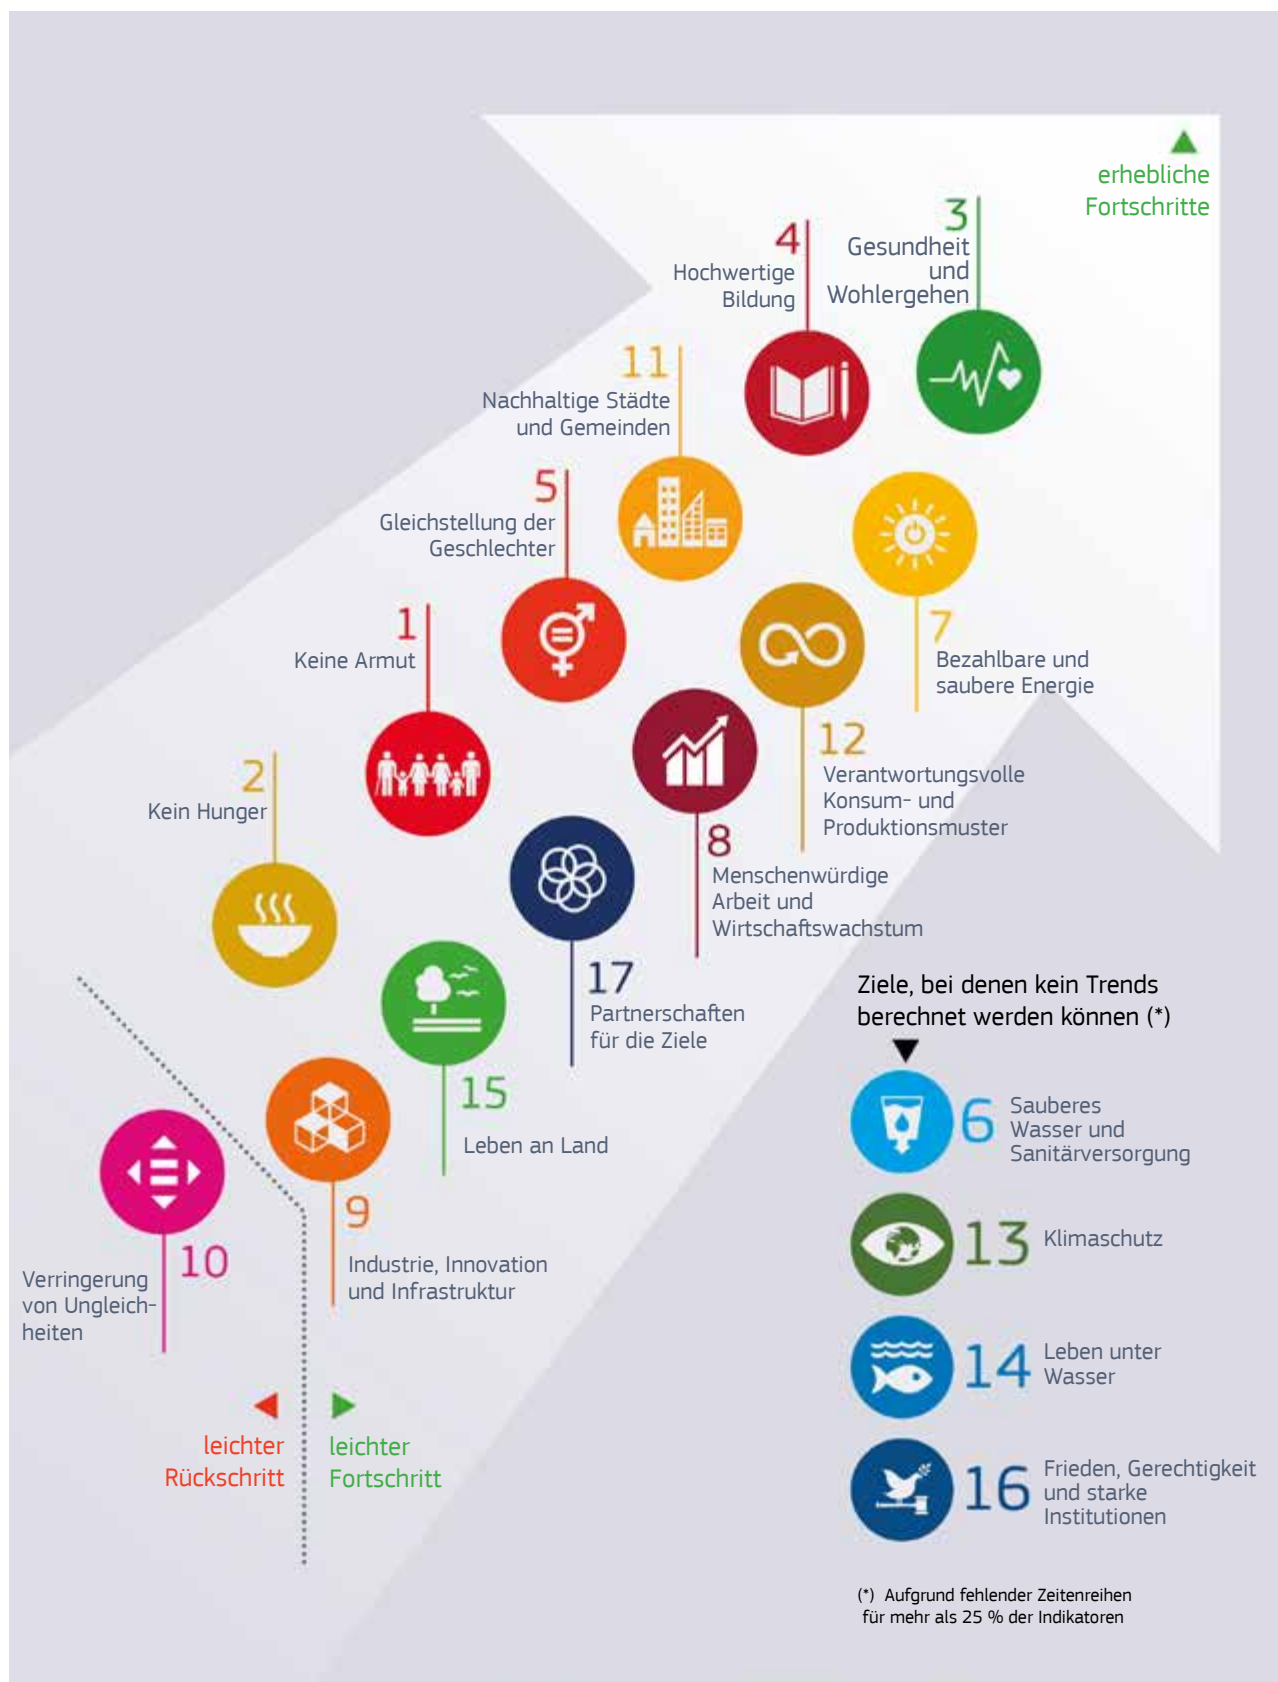 erhebliche
Fortschritte
3
Gesundheit
und
Wohlergehen
4
Hochwertige
Bildung
11
Nachhaltige Städte
und Gemeinden
5
Gleichstellung der
Geschlechter
7
Bezahlbare und
saubere Energie
1
Keine Armut
12
Verantwortungsvolle
Konsum- und
Produktionsmuster
2
Kein Hunger
8
Menschenwürdige
Arbeit und
Wirtschaftswachstum
17
Partnerschaften
für die Ziele
15
Leben an Land
9
Industrie, Innovation
und Infrastruktur
10
Verringerung
von Ungleich-
heiten
leichter
Rückschritt
leichter
Fortschritt
Ziele, bei denen kein Trends
berechnet werden können (*)
6
Sauberes
Wasser und
Sanitärversorgung
13
Klimaschutz
14
Leben unter
Wasser
16
Frieden, Gerechtigkeit
und starke
Institutionen
(*) Aufgrund fehlender Zeitenreihen
für mehr als 25 % der Indikatoren